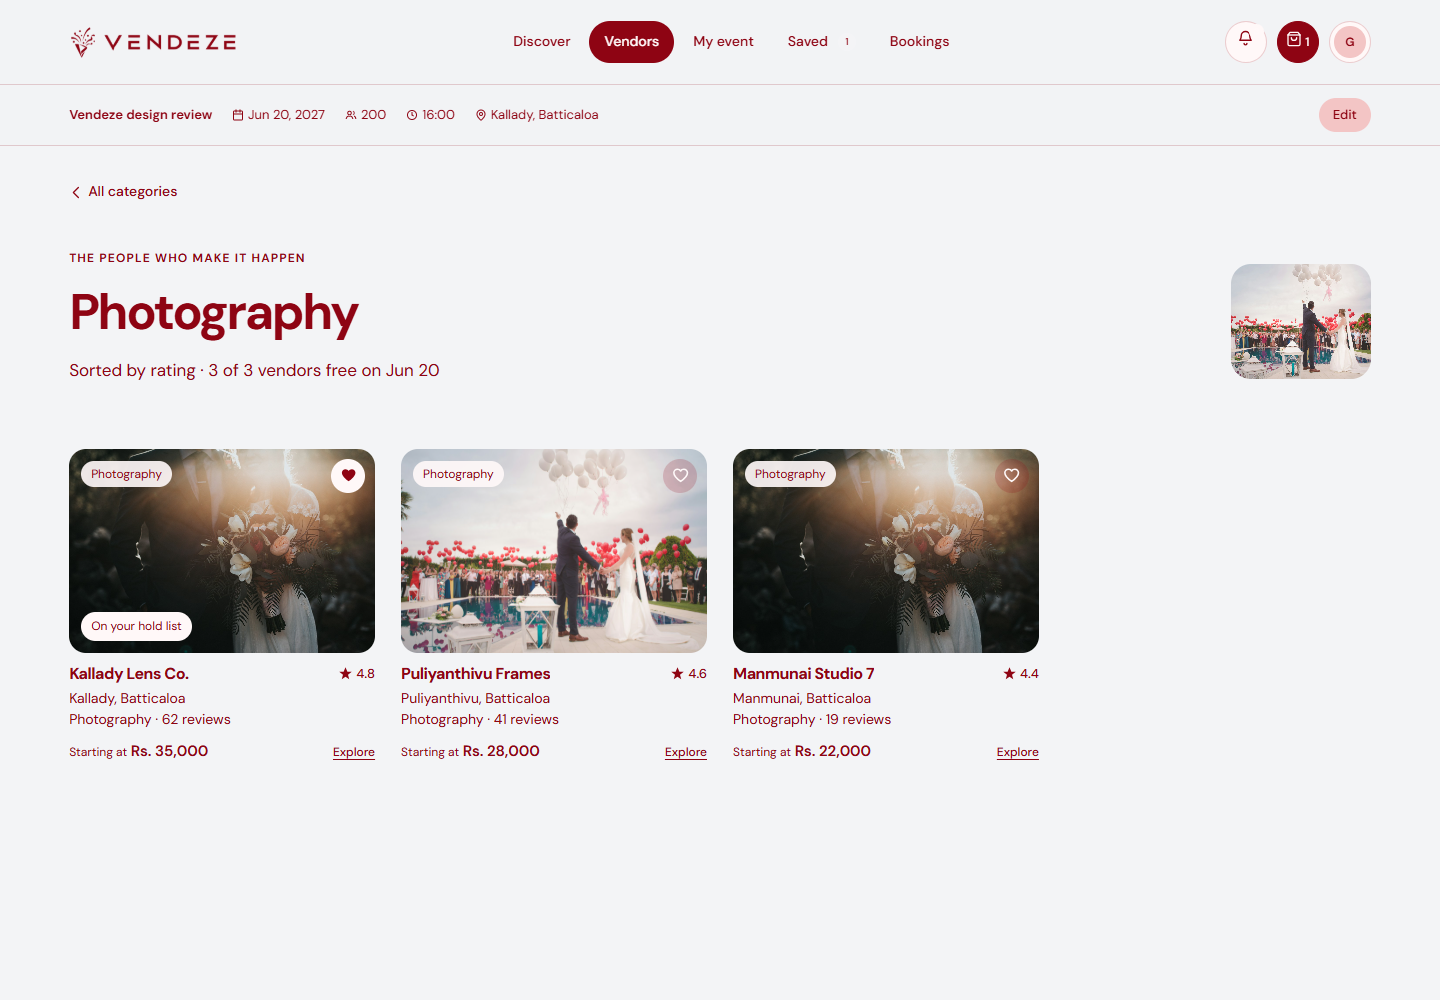 VENDEZE
Discover Vendors My event Saved 1 Bookings
1
G
Vendeze design review Jun 20, 2027 200 16:00 Kallady, Batticaloa Edit
All categories
THE PEOPLE WHO MAKE IT HAPPEN
Photography
Sorted by rating · 3 of 3 vendors free on Jun 20
Photography
On your hold list
Kallady Lens Co. 4.8
Kallady, Batticaloa
Photography · 62 reviews
Starting at Rs. 35,000 Explore
Photography
Puliyanthivu Frames 4.6
Puliyanthivu, Batticaloa
Photography · 41 reviews
Starting at Rs. 28,000 Explore
Photography
Manmunai Studio 7 4.4
Manmunai, Batticaloa
Photography · 19 reviews
Starting at Rs. 22,000 Explore